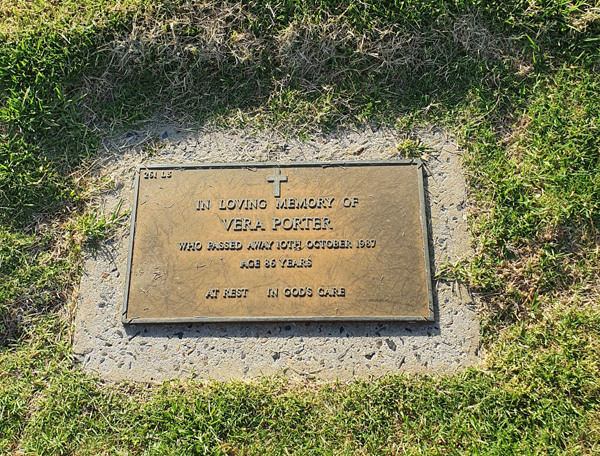 261 LS
IN LOVING MEMORY OF
VERA PORTER
WHO PASSED AWAY 10TH, OCTOBER 1987
AGE 86 YEARS
AT REST IN GOD'S CARE